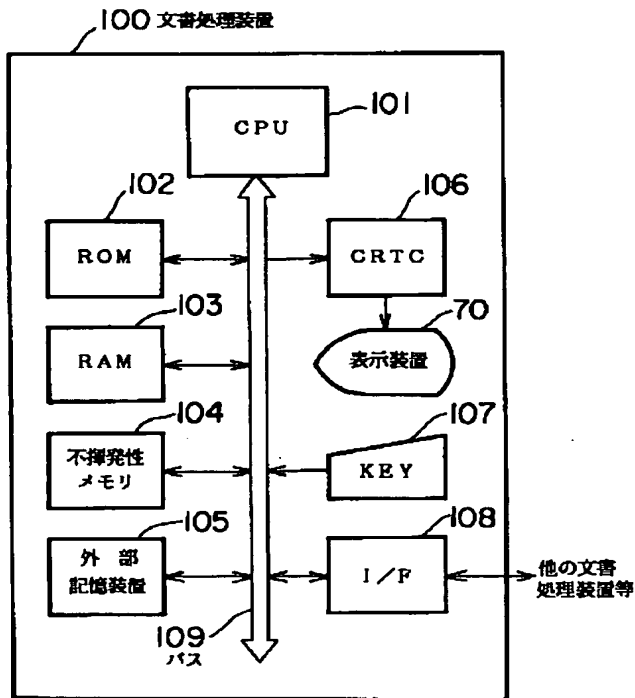 100 文書処理装置
101
CPU
102
106
ROM
CRTC
103
70
RAM
表示装置
104
107
不揮発性
メモリ
KEY
105
108
外部
記憶装置
I/F
他の文書
処理装置等
109
バス